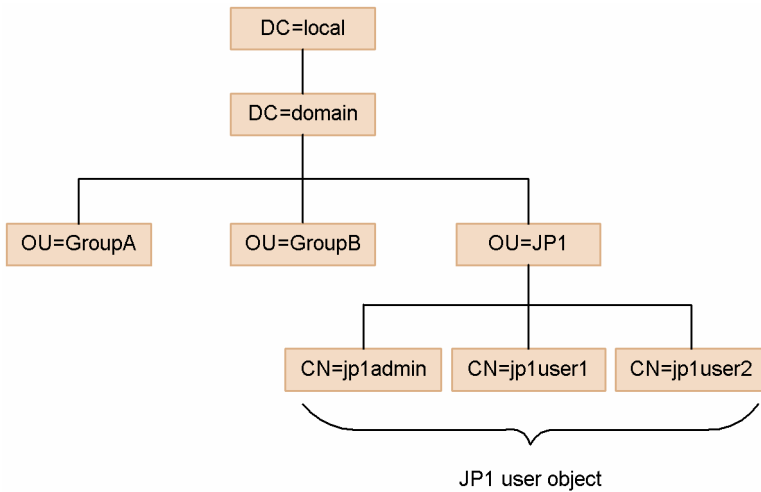 DC=local
DC=domain
OU=GroupA
OU=GroupB
OU=JP1
CN=jp1admin
CN=jp1user1
CN=jp1user2
JP1 user object